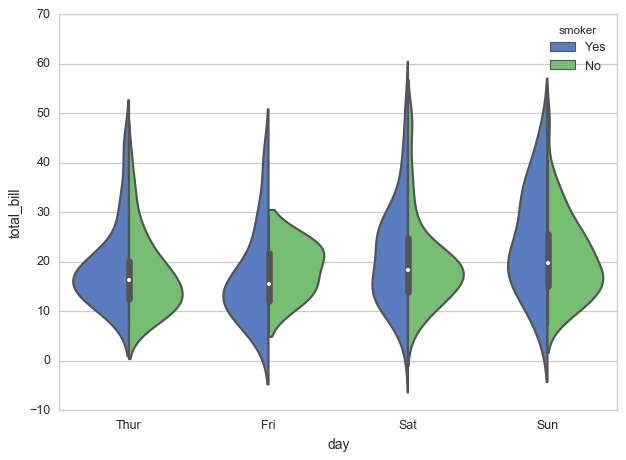 70
60
50
40
30
20
10
0
−10
total_bill
smoker
Yes
No
Thur
Fri
Sat
Sun
day